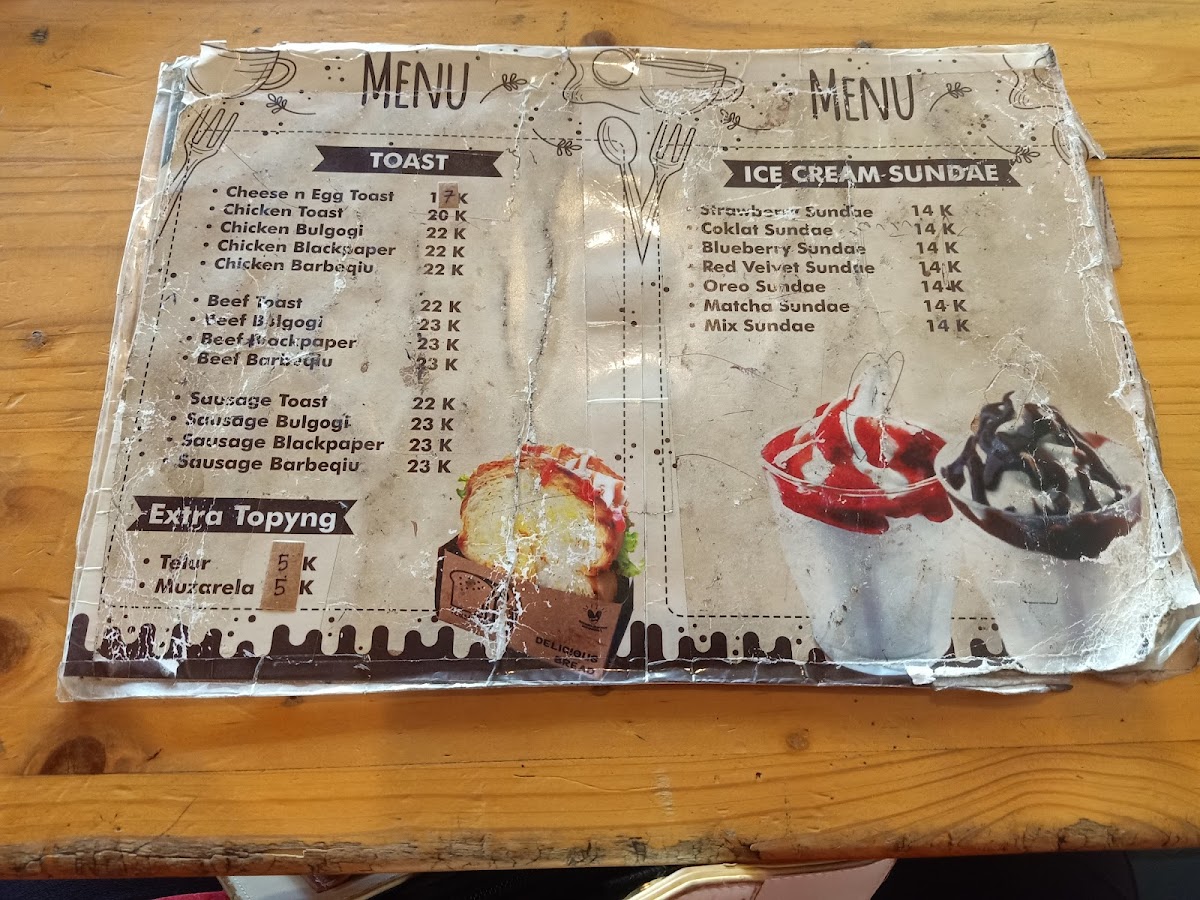 MENU
TOAST
• Cheese n Egg Toast 17K
• Chicken Toast 20 K
• Chicken Bulgogi 22 K
• Chicken Blackpaper 22 K
• Chicken Barbeqiu 22 K
• Beef Toast 22 K
• Beef Bulgogi 23 K
• Beef Blackpaper 23 K
• Beef Barbeqiu 23 K
• Sausage Toast 22 K
• Sausage Bulgogi 23 K
• Sausage Blackpaper 23 K
• Sausage Barbeqiu 23 K
Extra Topyng
• Telur 5 K
• Muzarela 5 K
DELICIOUS
BREAD
MENU
ICE CREAM SUNDAE
• Strawberry Sundae 14 K
• Coklat Sundae 14 K
• Blueberry Sundae 14 K
• Red Velvet Sundae 14 K
• Oreo Sundae 14 K
• Matcha Sundae 14 K
• Mix Sundae 14 K